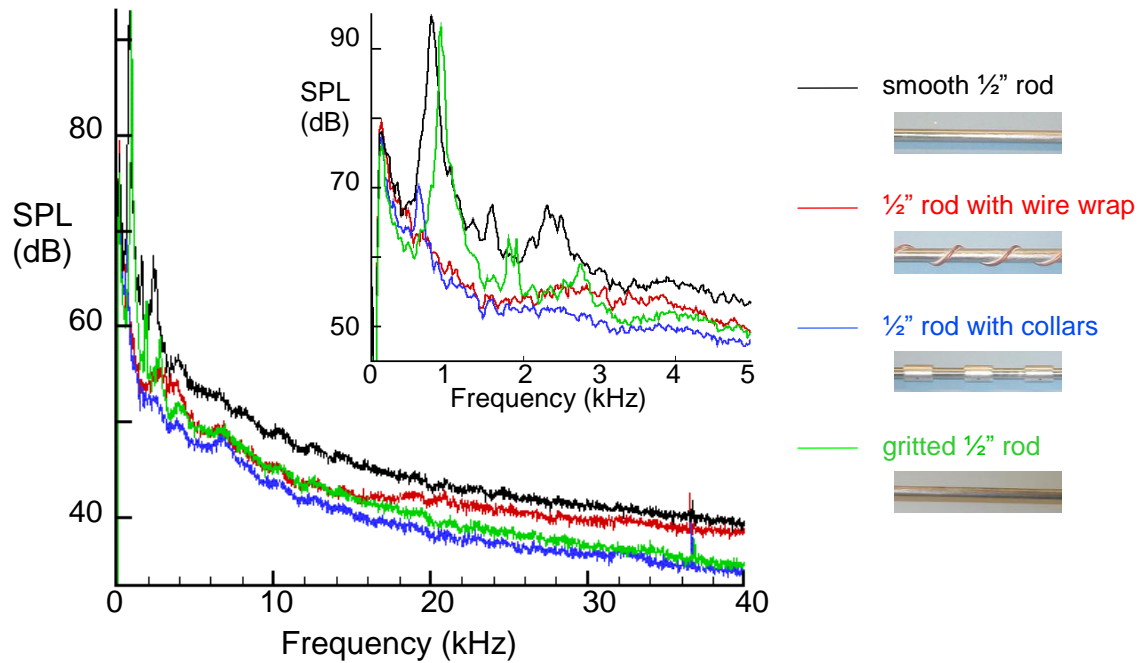 90
SPL
(dB)
70
50
0 1 2 3 4 5
Frequency (kHz)
80
SPL
(dB)
60
40
0 10 20 30 40
Frequency (kHz)
smooth ½” rod
½” rod with wire wrap
½” rod with collars
gritted ½” rod